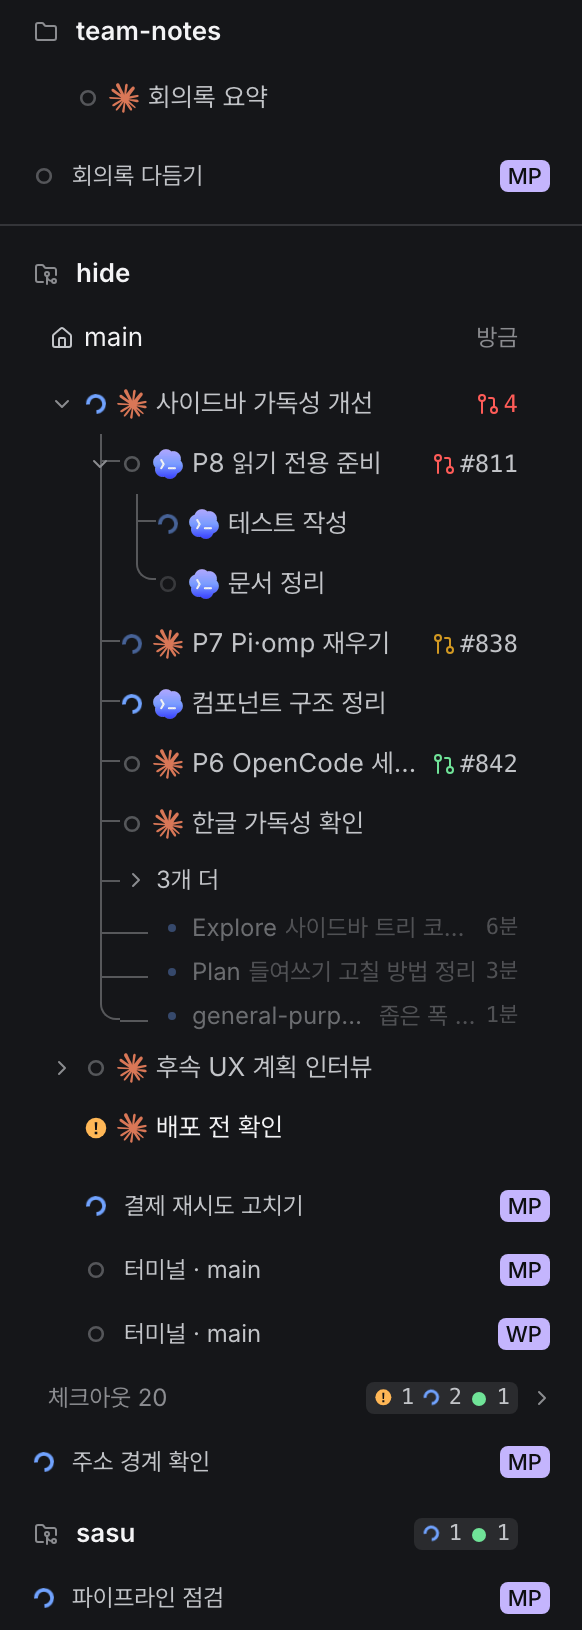 team-notes
회의록 요약
회의록 다듬기 MP
hide
main 방금
사이드바 가독성 개선 4
P8 읽기 전용 준비 #811
테스트 작성
문서 정리
P7 Pi·omp 재우기 #838
컴포넌트 구조 정리
P6 OpenCode 세... #842
한글 가독성 확인
3개 더
Explore 사이드바 트리 코... 6분
Plan 들여쓰기 고칠 방법 정리 3분
general-purp... 좁은 폭 ... 1분
후속 UX 계획 인터뷰
배포 전 확인
결제 재시도 고치기 MP
터미널 · main MP
터미널 · main WP
체크아웃 20 1 2 1
주소 경계 확인 MP
sasu 1 1
파이프라인 점검 MP